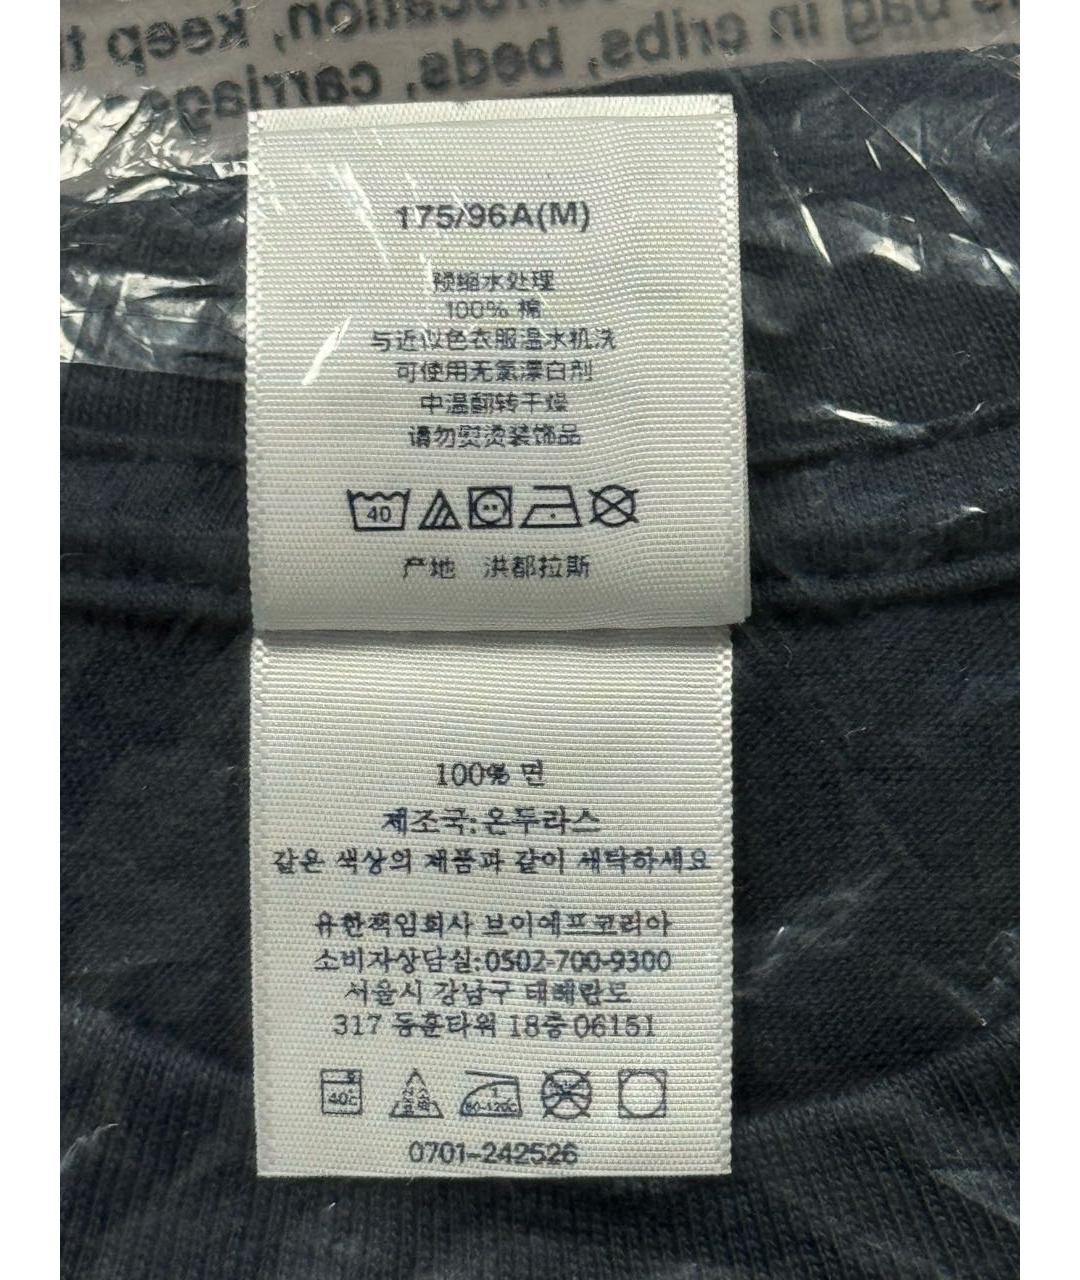 175/96A(M)
预缩水处理
100% 棉
与近似色衣服温水机洗
可使用无氯漂白剂
中温翻转干燥
请勿熨烫装饰品
40
产地 洪都拉斯
100% 면
제조국:온두라스
같은 색상의 제품과 같이 세탁하세요
유한책임회사 브이에프코리아
소비자상담실:0502-700-9300
서울시 강남구 테헤란로
317 동훈타워 18층 06151
40℃
80-120℃
0701-242526
keep
beds, cribs
bag in